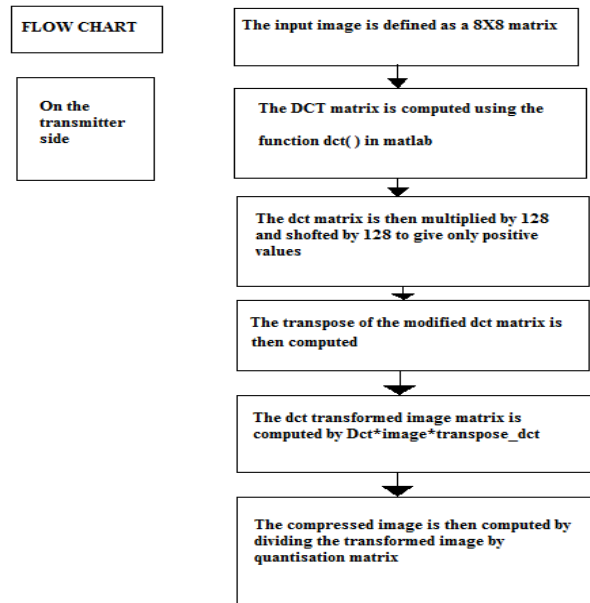 FLOW CHART
The input image is defined as a 8X8 matrix
On the
transmitter
side
The DCT matrix is computed using the
function dct( ) in matlab
The dct matrix is then multiplied by 128
and shofted by 128 to give only positive
values
The transpose of the modified dct matrix is
then computed
The dct transformed image matrix is
computed by Dct*image*transpose_dct
The compressed image is then computed by
dividing the transformed image by
quantisation matrix